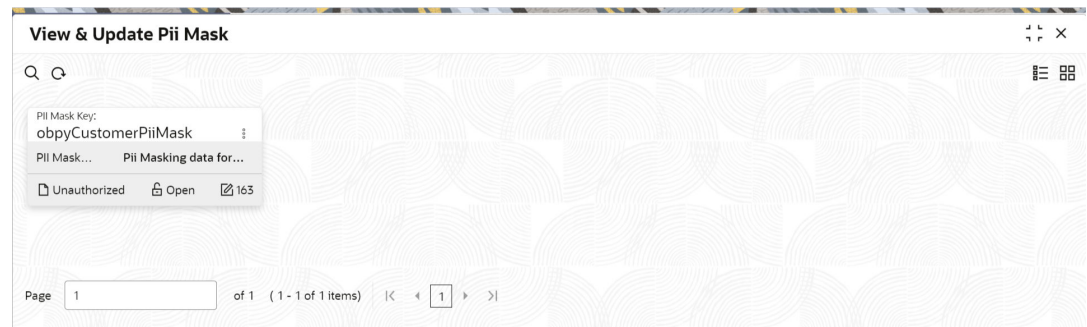 View & Update Pii Mask
PII Mask Key:
obpyCustomerPiiMask
PII Mask... Pii Masking data for...
Unauthorized Open 163
Page 1 of 1 ( 1 - 1 of 1 items) 1